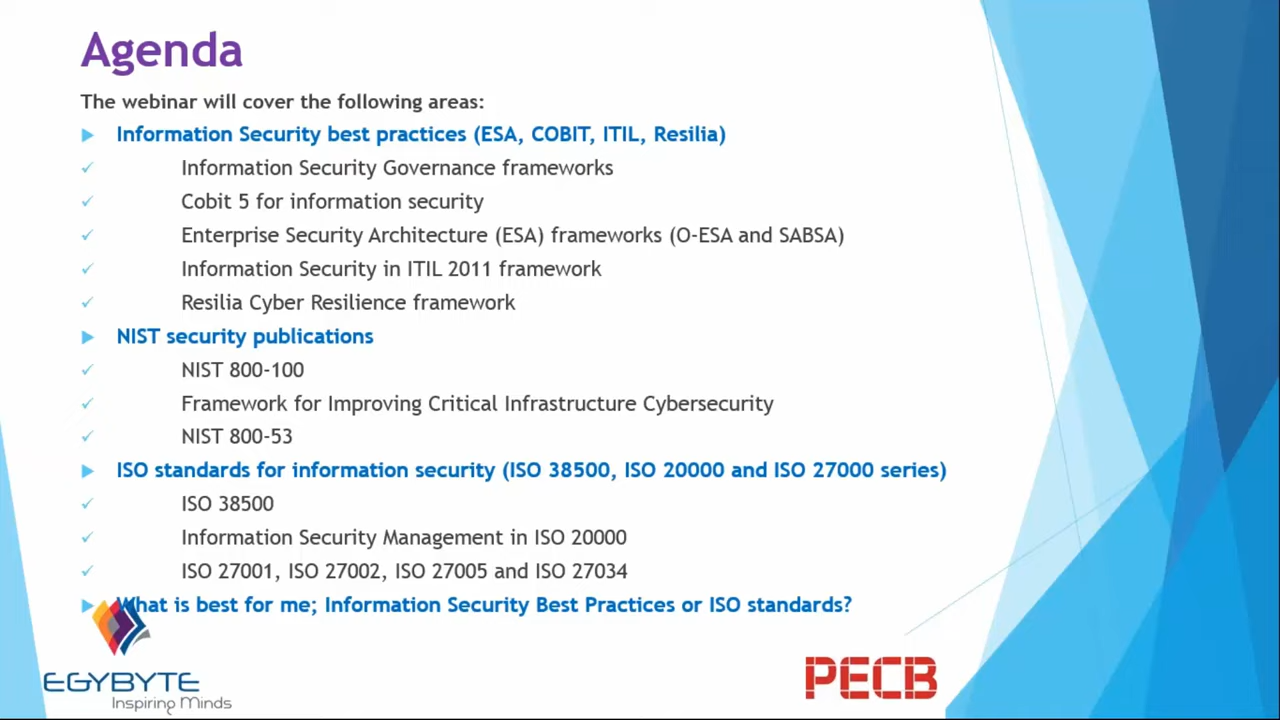 Agenda
The webinar will cover the following areas:
Information Security best practices (ESA, COBIT, ITIL, Resilia)
Information Security Governance frameworks
Cobit 5 for information security
Enterprise Security Architecture (ESA) frameworks (O-ESA and SABSA)
Information Security in ITIL 2011 framework
Resilia Cyber Resilience framework
NIST security publications
NIST 800-100
Framework for Improving Critical Infrastructure Cybersecurity
NIST 800-53
ISO standards for information security (ISO 38500, ISO 20000 and ISO 27000 series)
ISO 38500
Information Security Management in ISO 20000
ISO 27001, ISO 27002, ISO 27005 and ISO 27034
What is best for me; Information Security Best Practices or ISO standards?
EGYBYTE
Inspiring Minds
PECB